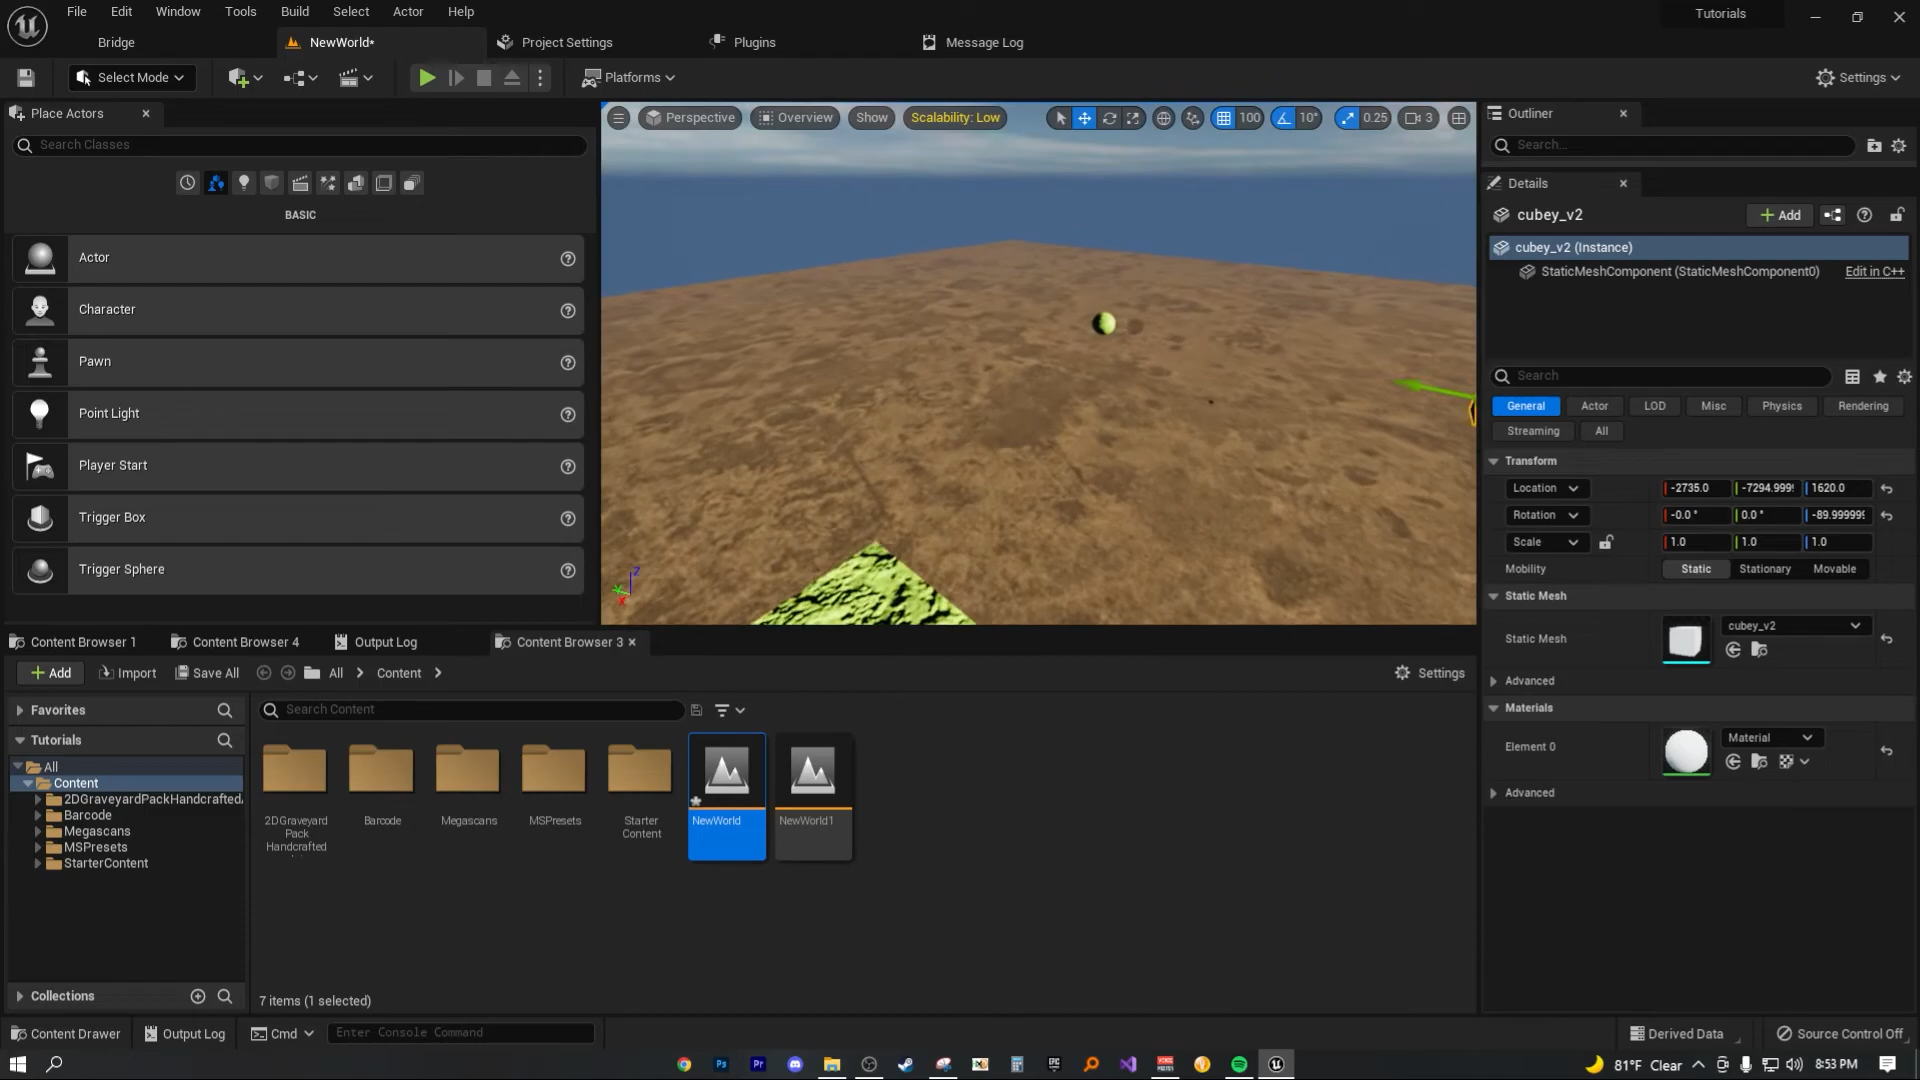 File Edit Window Tools Build Select Actor Help
Tutorials
Bridge
NewWorld*
Project Settings
Plugins
Message Log
Select Mode
Platforms
Settings
Place Actors
Search Classes
BASIC
Actor
Character
Pawn
Point Light
Player Start
Trigger Box
Trigger Sphere
Perspective
Overview
Show
Scalability: Low
100
10°
0.25
3
Z
X
Outliner
Search...
Details
cubey_v2
+ Add
cubey_v2 (Instance)
StaticMeshComponent (StaticMeshComponent0)
Edit in C++
Search
General Actor LOD Misc Physics Rendering
Streaming All
Transform
Location -2735.0 -7294.999 1620.0
Rotation -0.0° 0.0° -89.999999
Scale 1.0 1.0 1.0
Mobility Static Stationary Movable
Static Mesh
Static Mesh
cubey_v2
Advanced
Materials
Element 0
Material
Advanced
Content Browser 1
Content Browser 4
Output Log
Content Browser 3
+ Add
Import
Save All
All
Content
Settings
Favorites
Tutorials
All
Content
2DGraveyardPackHandcrafted
Barcode
Megascans
MSPresets
StarterContent
Collections
Search Content
2DGraveyard
Pack
Handcrafted
Barcode
Megascans
MSPresets
Starter
Content
NewWorld
NewWorld1
7 items (1 selected)
Content Drawer
Output Log
Cmd
Enter Console Command
Derived Data
Source Control Off
Ps
Pr
EPIC
81°F Clear
8:53 PM